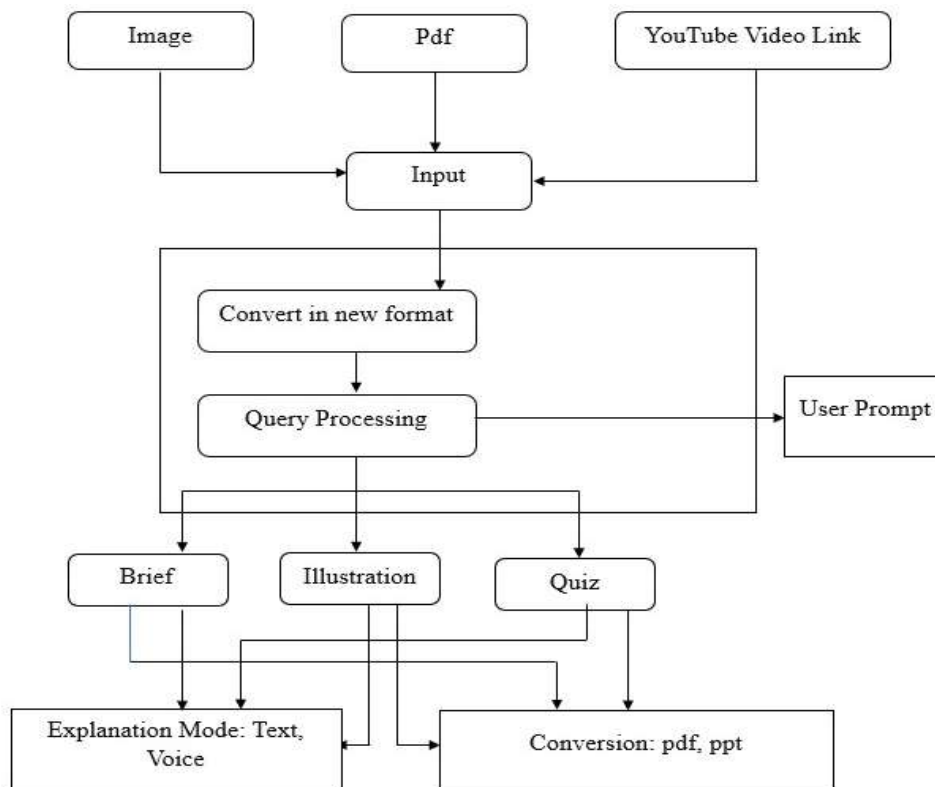 Image
Pdf
YouTube Video Link
Input
Convert in new format
Query Processing
User Prompt
Brief
Illustration
Quiz
Explanation Mode: Text,
Voice
Conversion: pdf, ppt